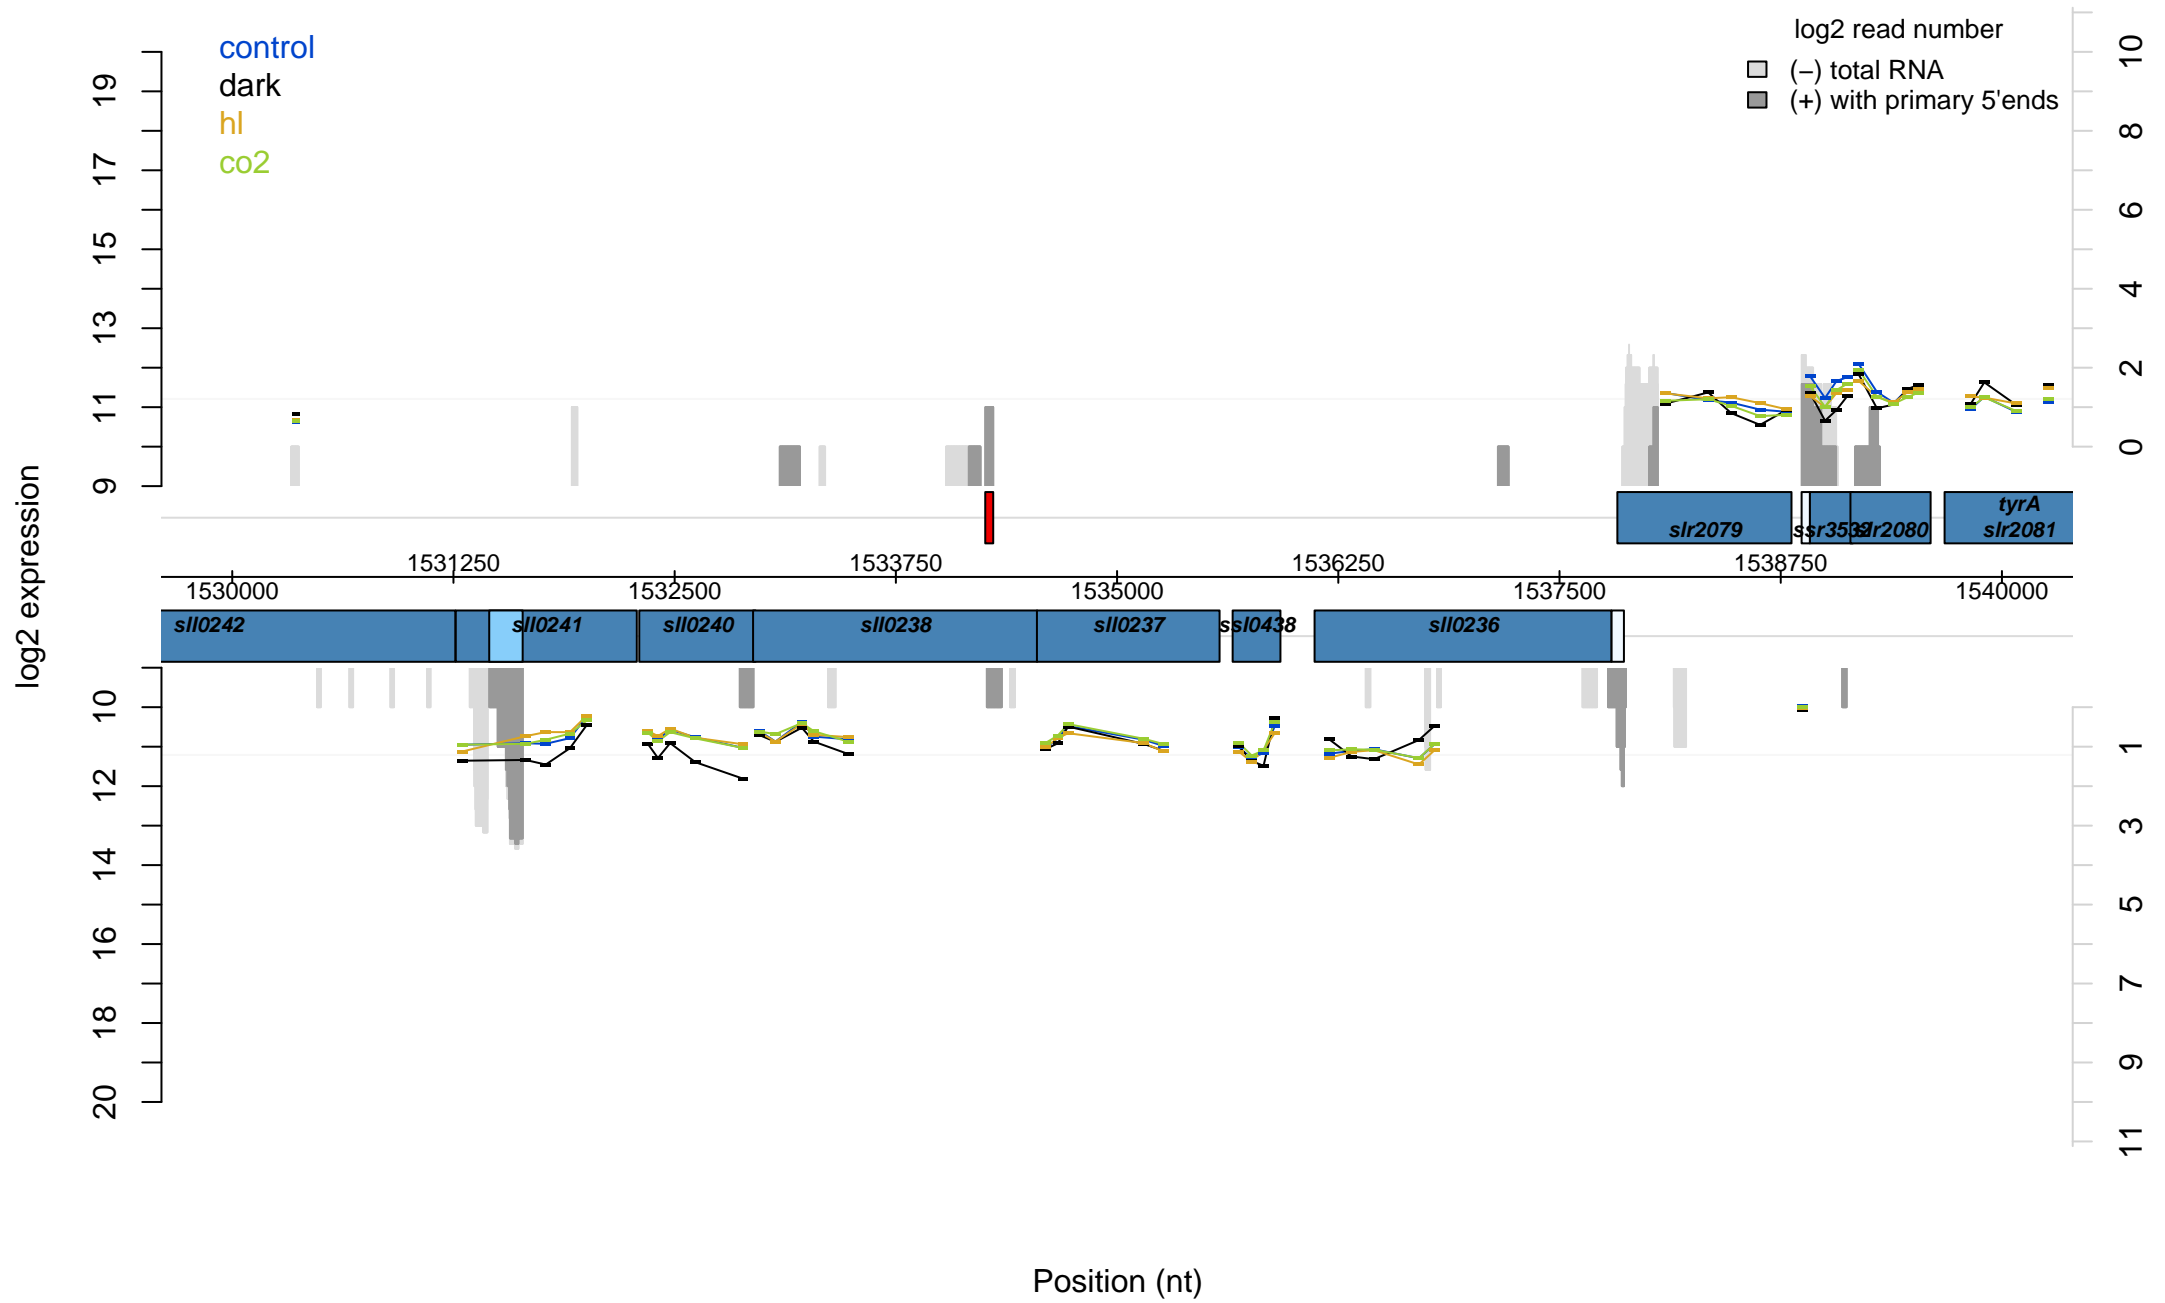 control
dark
hl
co2
log2 read number
(−) total RNA
(+) with primary 5'ends
19
17
15
13
11
9
10
8
6
4
2
0
log2 expression
tyrA
slr2079
ssr3532
slr2080
slr2081
1531250
1533750
1536250
1538750
1530000
1532500
1535000
1537500
1540000
sll0242
sll0241
sll0240
sll0238
sll0237
ssl0438
sll0236
10
12
14
16
18
20
1
3
5
7
9
11
Position (nt)